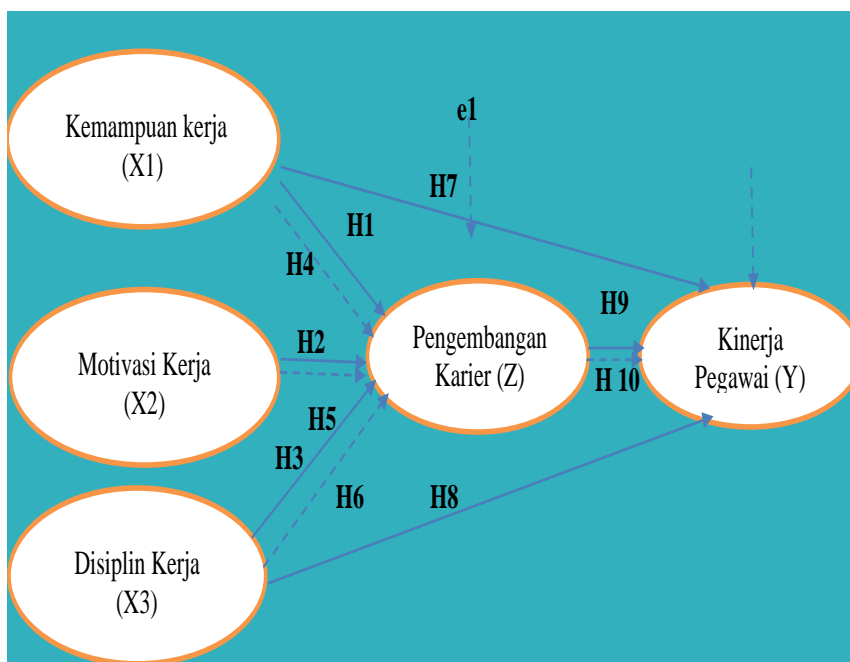 Kemampuan kerja
(X1)
e1
H7
H1
H4
H9
Pengembangan
Karier (Z)
Kinerja
Pegawai (Y)
H 10
H2
Motivasi Kerja
(X2)
H5
H3
H6
H8
Disiplin Kerja
(X3)